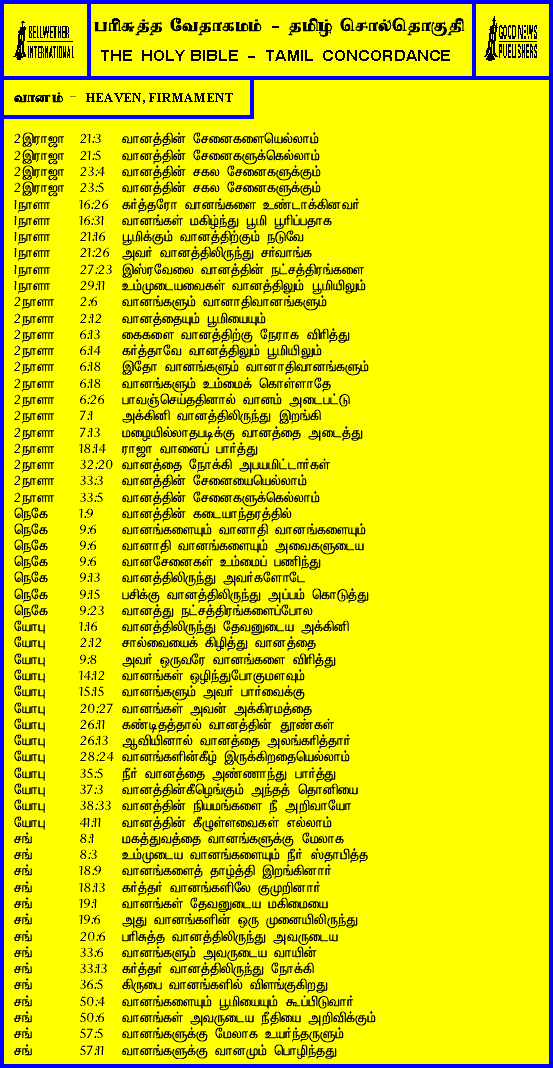 BELLWETHER INTERNATIONAL
பரிசுத்த வேதாகமம் - தமிழ் சொல்தொகுதி
THE HOLY BIBLE - TAMIL CONCORDANCE
GOOD NEWS PUBLISHERS
வானம் - HEAVEN, FIRMAMENT
2இராஜா 21:3 வானத்தின் சேனைகளையெல்லாம்
2இராஜா 21:5 வானத்தின் சேனைகளுக்கெல்லாம்
2இராஜா 23:4 வானத்தின் சகல சேனைகளுக்கும்
2இராஜா 23:5 வானத்தின் சகல சேனைகளுக்கும்
1நாளா 16:26 கர்த்தரோ வானங்களை உண்டாக்கினவர்
1நாளா 16:31 வானங்கள் மகிழ்ந்து பூமி பூரிப்பதாக
1நாளா 21:16 பூமிக்கும் வானத்திற்கும் நடுவே
1நாளா 21:26 அவர் வானத்திலிருந்து சர்வாங்க
1நாளா 27:23 இஸ்ரவேலை வானத்தின் நட்சத்திரங்களை
1நாளா 29:11 உம்முடையவைகள் வானத்திலும் பூமியிலும்
2நாளா 2:6 வானங்களும் வானாதிவானங்களும்
2நாளா 2:12 வானத்தையும் பூமியையும்
2நாளா 6:13 கைகளை வானத்திற்கு நேராக விரித்து
2நாளா 6:14 கர்த்தாவே வானத்திலும் பூமியிலும்
2நாளா 6:18 இதோ வானங்களும் வானாதிவானங்களும்
2நாளா 6:18 வானங்களும் உம்மைக் கொள்ளாதே
2நாளா 6:26 பாவஞ்செய்ததினால் வானம் அடைபட்டு
2நாளா 7:1 அக்கினி வானத்திலிருந்து இறங்கி
2நாளா 7:13 மழையில்லாதபடிக்கு வானத்தை அடைத்து
2நாளா 18:14 ராஜா வானைப் பார்த்து
2நாளா 32:20 வானத்தை நோக்கி அபயமிட்டார்கள்
2நாளா 33:3 வானத்தின் சேனையையெல்லாம்
2நாளா 33:5 வானத்தின் சேனைகளுக்கெல்லாம்
நெகே 1:9 வானத்தின் கடையாந்தரத்தில்
நெகே 9:6 வானங்களையும் வானாதி வானங்களையும்
நெகே 9:6 வானாதி வானங்களையும் அவைகளுடைய
நெகே 9:6 வானசேனைகள் உம்மைப் பணிந்து
நெகே 9:13 வானத்திலிருந்து அவர்களோடே
நெகே 9:15 பசிக்கு வானத்திலிருந்து அப்பம் கொடுத்து
நெகே 9:23 வானத்து நட்சத்திரங்களைப்போல
யோபு 1:16 வானத்திலிருந்து தேவனுடைய அக்கினி
யோபு 2:12 சால்வையைக் கிழித்து வானத்தை
யோபு 9:8 அவர் ஒருவரே வானங்களை விரித்து
யோபு 14:12 வானங்கள் ஒழிந்துபோகுமளவும்
யோபு 15:15 வானங்களும் அவர் பார்வைக்கு
யோபு 20:27 வானங்கள் அவன் அக்கிரமத்தை
யோபு 26:11 கண்டிதத்தால் வானத்தின் தூண்கள்
யோபு 26:13 ஆவியினால் வானத்தை அலங்கரித்தார்
யோபு 28:24 வானங்களின்கீழ் இருக்கிறதையெல்லாம்
யோபு 35:5 நீர் வானத்தை அண்ணாந்து பார்த்து
யோபு 37:3 வானத்தின்கீழெங்கும் அந்தத் தொனியை
யோபு 38:33 வானத்தின் நியமங்களை நீ அறிவாயோ
யோபு 41:11 வானத்தின் கீழுள்ளவைகள் எல்லாம்
சங் 8:1 மகத்துவத்தை வானங்களுக்கு மேலாக
சங் 8:3 உம்முடைய வானங்களையும் நீர் ஸ்தாபித்த
சங் 18:9 வானங்களைத் தாழ்த்தி இறங்கினார்
சங் 18:13 கர்த்தர் வானங்களிலே குமுறினார்
சங் 19:1 வானங்கள் தேவனுடைய மகிமையை
சங் 19:6 அது வானங்களின் ஒரு முனையிலிருந்து
சங் 20:6 பரிசுத்த வானத்திலிருந்து அவருடைய
சங் 33:6 வானங்களும் அவருடைய வாயின்
சங் 33:13 கர்த்தர் வானத்திலிருந்து நோக்கி
சங் 36:5 கிருபை வானங்களில் விளங்குகிறது
சங் 50:4 வானங்களையும் பூமியையும் கூப்பிடுவார்
சங் 50:6 வானங்கள் அவருடைய நீதியை அறிவிக்கும்
சங் 57:5 வானங்களுக்கு மேலாக உயர்ந்தருளும்
சங் 57:11 வானங்களுக்கு வானமும் பொழிந்தது